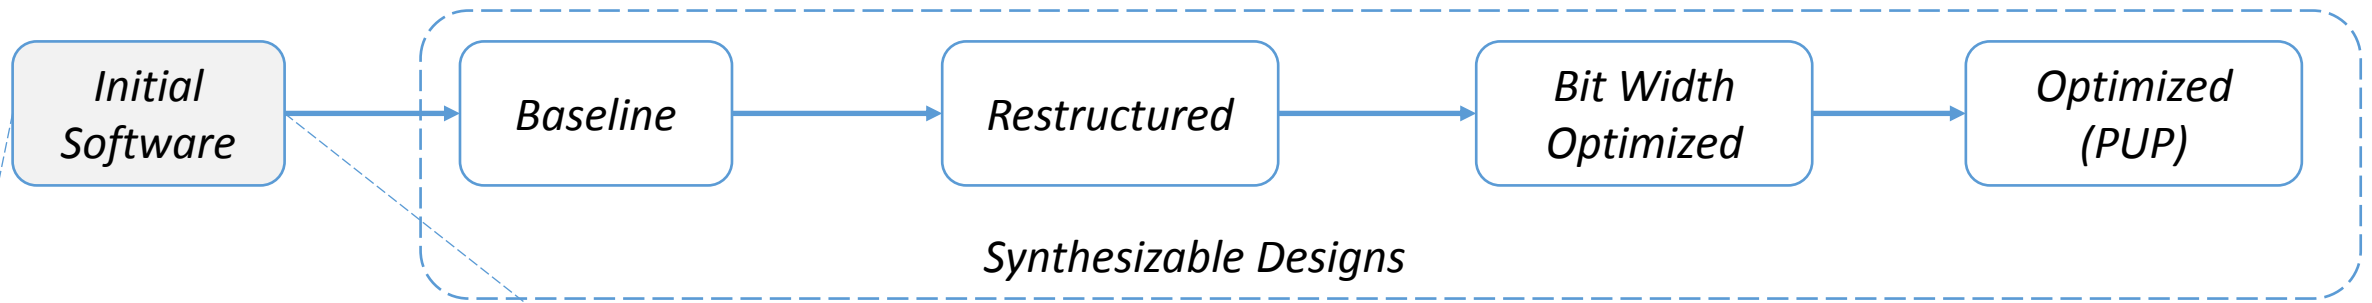 Initial
Software
Baseline
Restructured
Bit Width
Optimized
Optimized
(PUP)
Synthesizable Designs